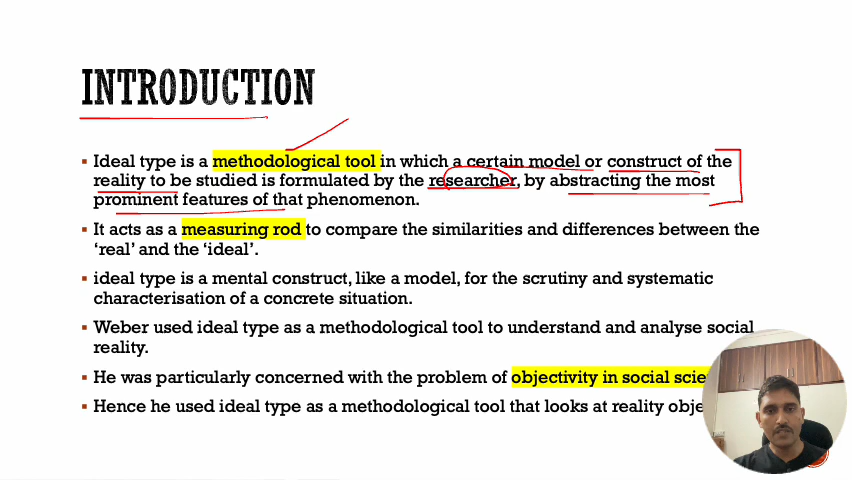 INTRODUCTION
Ideal type is a methodological tool in which a certain model or construct of the
reality to be studied is formulated by the researcher, by abstracting the most
prominent features of that phenomenon.
It acts as a measuring rod to compare the similarities and differences between the
‘real’ and the ‘ideal’.
ideal type is a mental construct, like a model, for the scrutiny and systematic
characterisation of a concrete situation.
Weber used ideal type as a methodological tool to understand and analyse social
reality.
He was particularly concerned with the problem of objectivity in social
Hence he used ideal type as a methodological tool that looks at reality